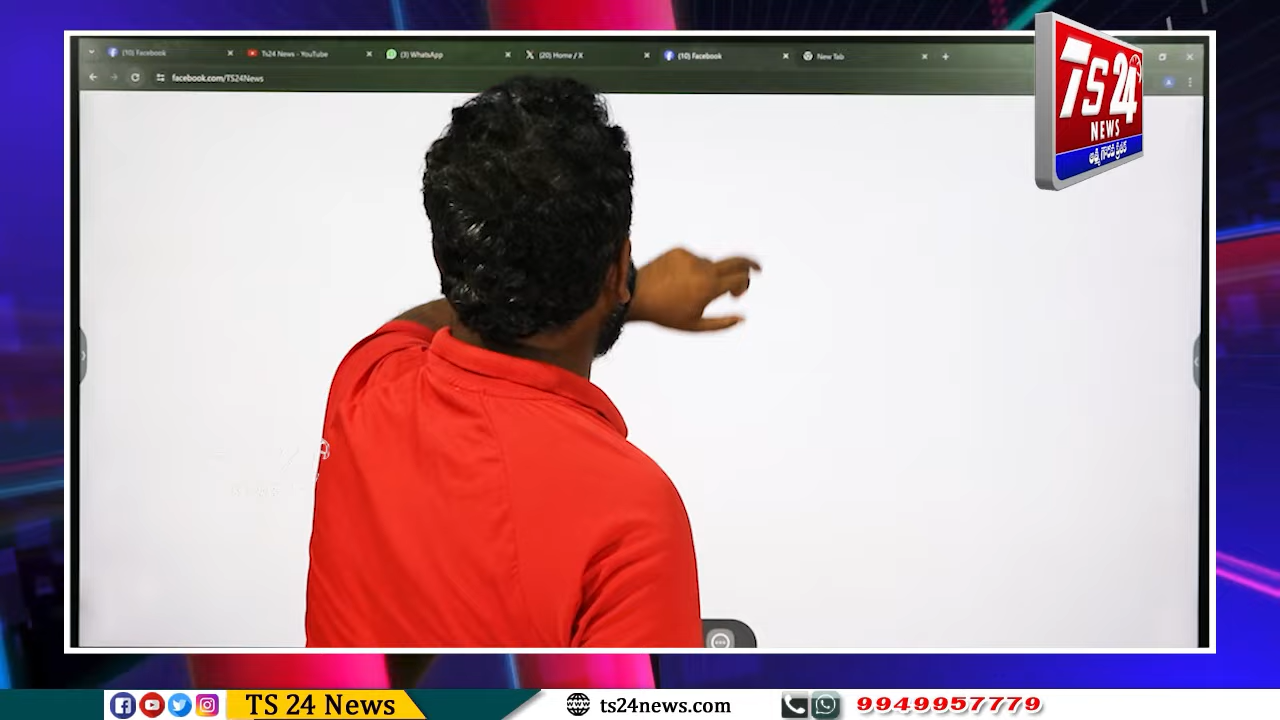 (10) Facebook
Ts24 News - YouTube
(3) WhatsApp
(20) Home / X
(10) Facebook
New Tab
facebook.com/TS24News
TS 24
NEWS
TS 24 News
ts24news.com
9949957779